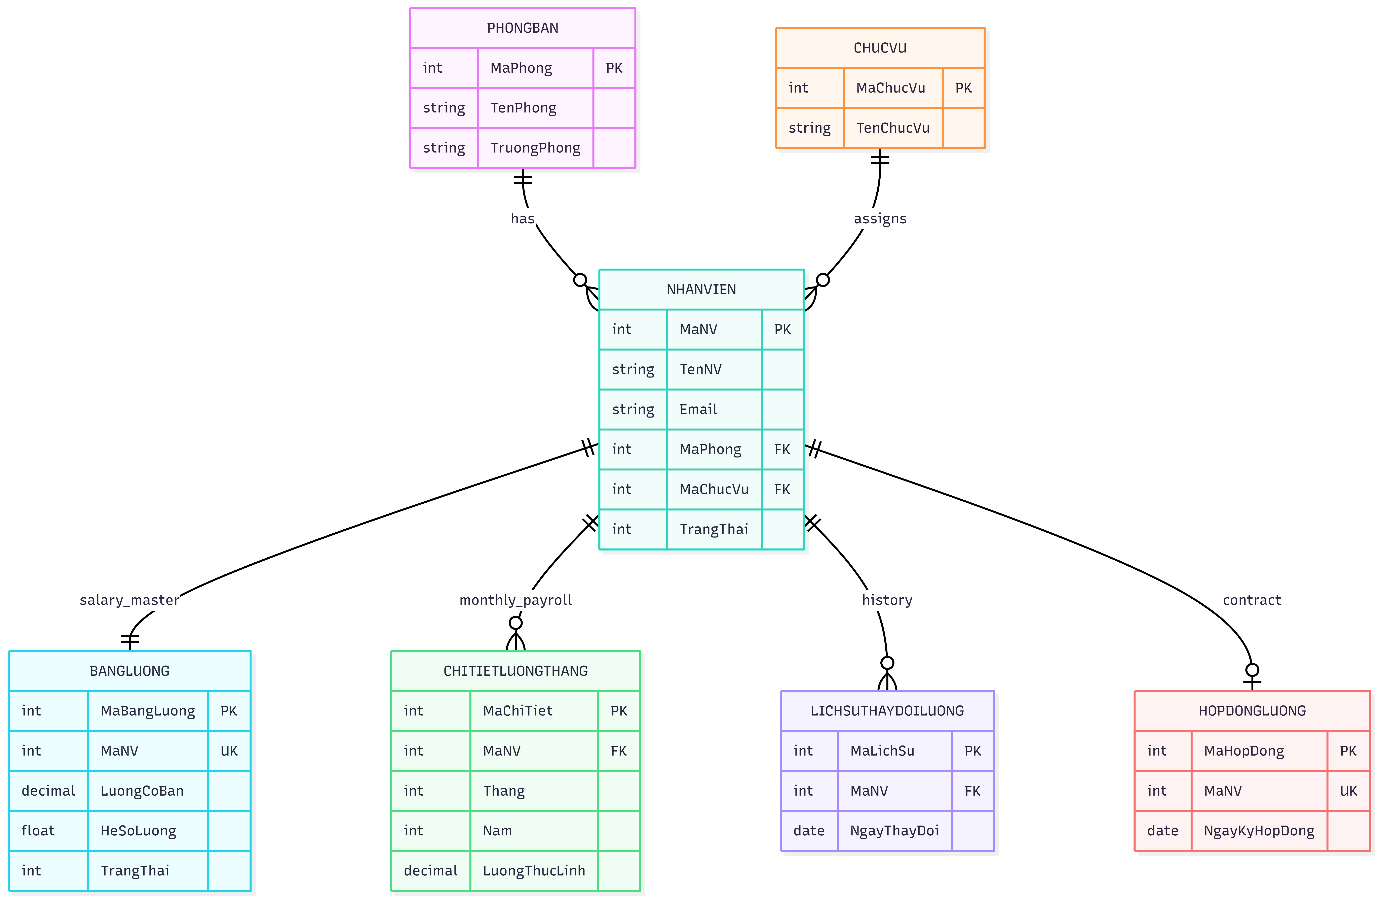 PHONGBAN
int MaPhong PK
string TenPhong
string TruongPhong
CHUCVU
int MaChucVu PK
string TenChucVu
has
assigns
NHANVIEN
int MaNV PK
string TenNV
string Email
int MaPhong FK
int MaChucVu FK
int TrangThai
salary_master
monthly_payroll
history
contract
BANGLUONG
int MaBangLuong PK
int MaNV UK
decimal LuongCoBan
float HeSoLuong
int TrangThai
CHITIETLUONGTHANG
int MaChiTiet PK
int MaNV FK
int Thang
int Nam
decimal LuongThucLinh
LICHSUTHAYDOILUONG
int MaLichSu PK
int MaNV FK
date NgayThayDoi
HOPDONGLUONG
int MaHopDong PK
int MaNV UK
date NgayKyHopDong